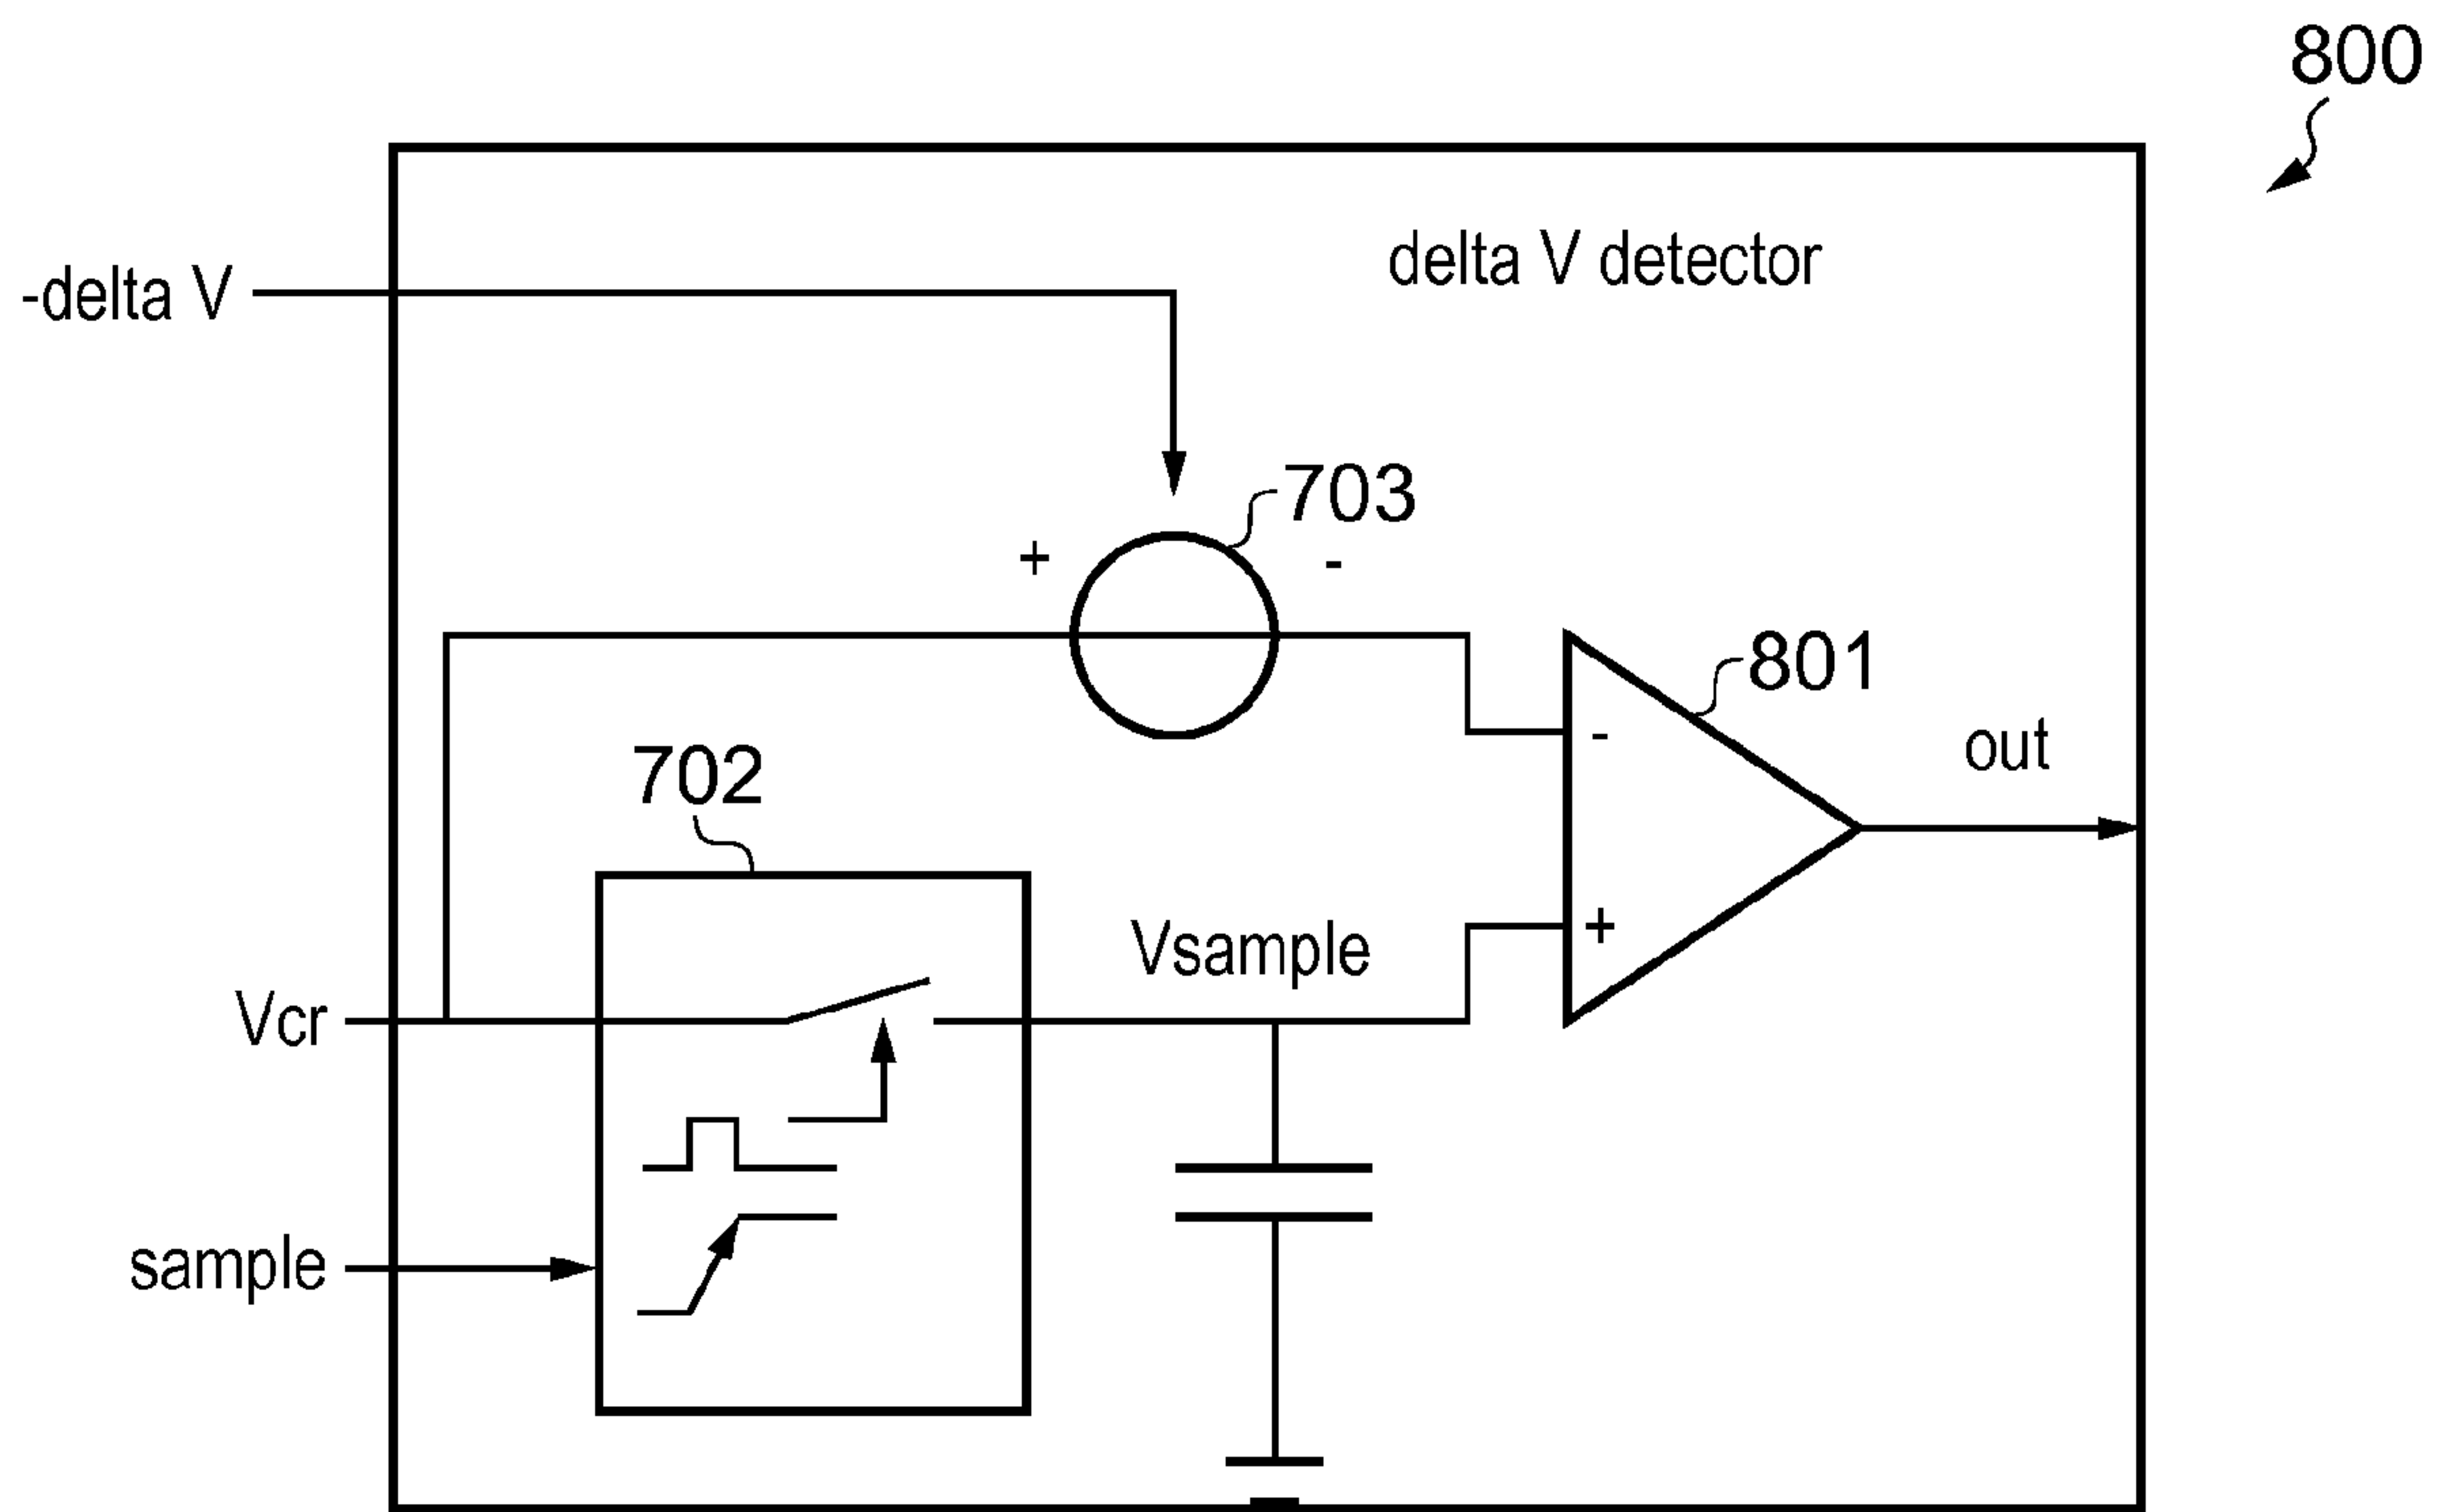 800
delta V detector
-delta V
703
+ -
801
-
702
out
Vsample
+
Vcr
sample